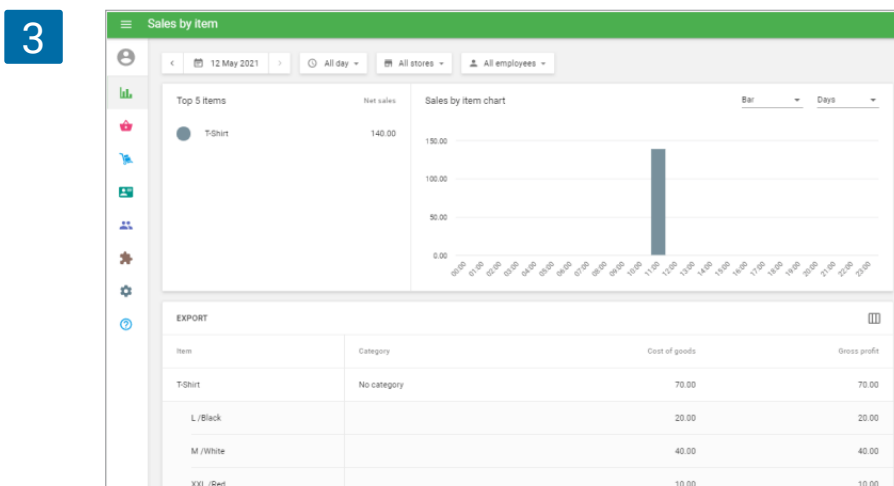 3
Sales by item
12 May 2021
All day
All stores
All employees
Top 5 items
Net sales
T-Shirt
140.00
Sales by item chart
Bar
Days
150.00
100.00
50.00
0.00
00:00 01:00 02:00 03:00 04:00 05:00 06:00 07:00 08:00 09:00 10:00 11:00 12:00 13:00 14:00 15:00 16:00 17:00 18:00 19:00 20:00 21:00 22:00 23:00
EXPORT
Item Category Cost of goods Gross profit
T-Shirt No category 70.00 70.00
L /Black 20.00 20.00
M /White 40.00 40.00
XXL /Red 10.00 10.00